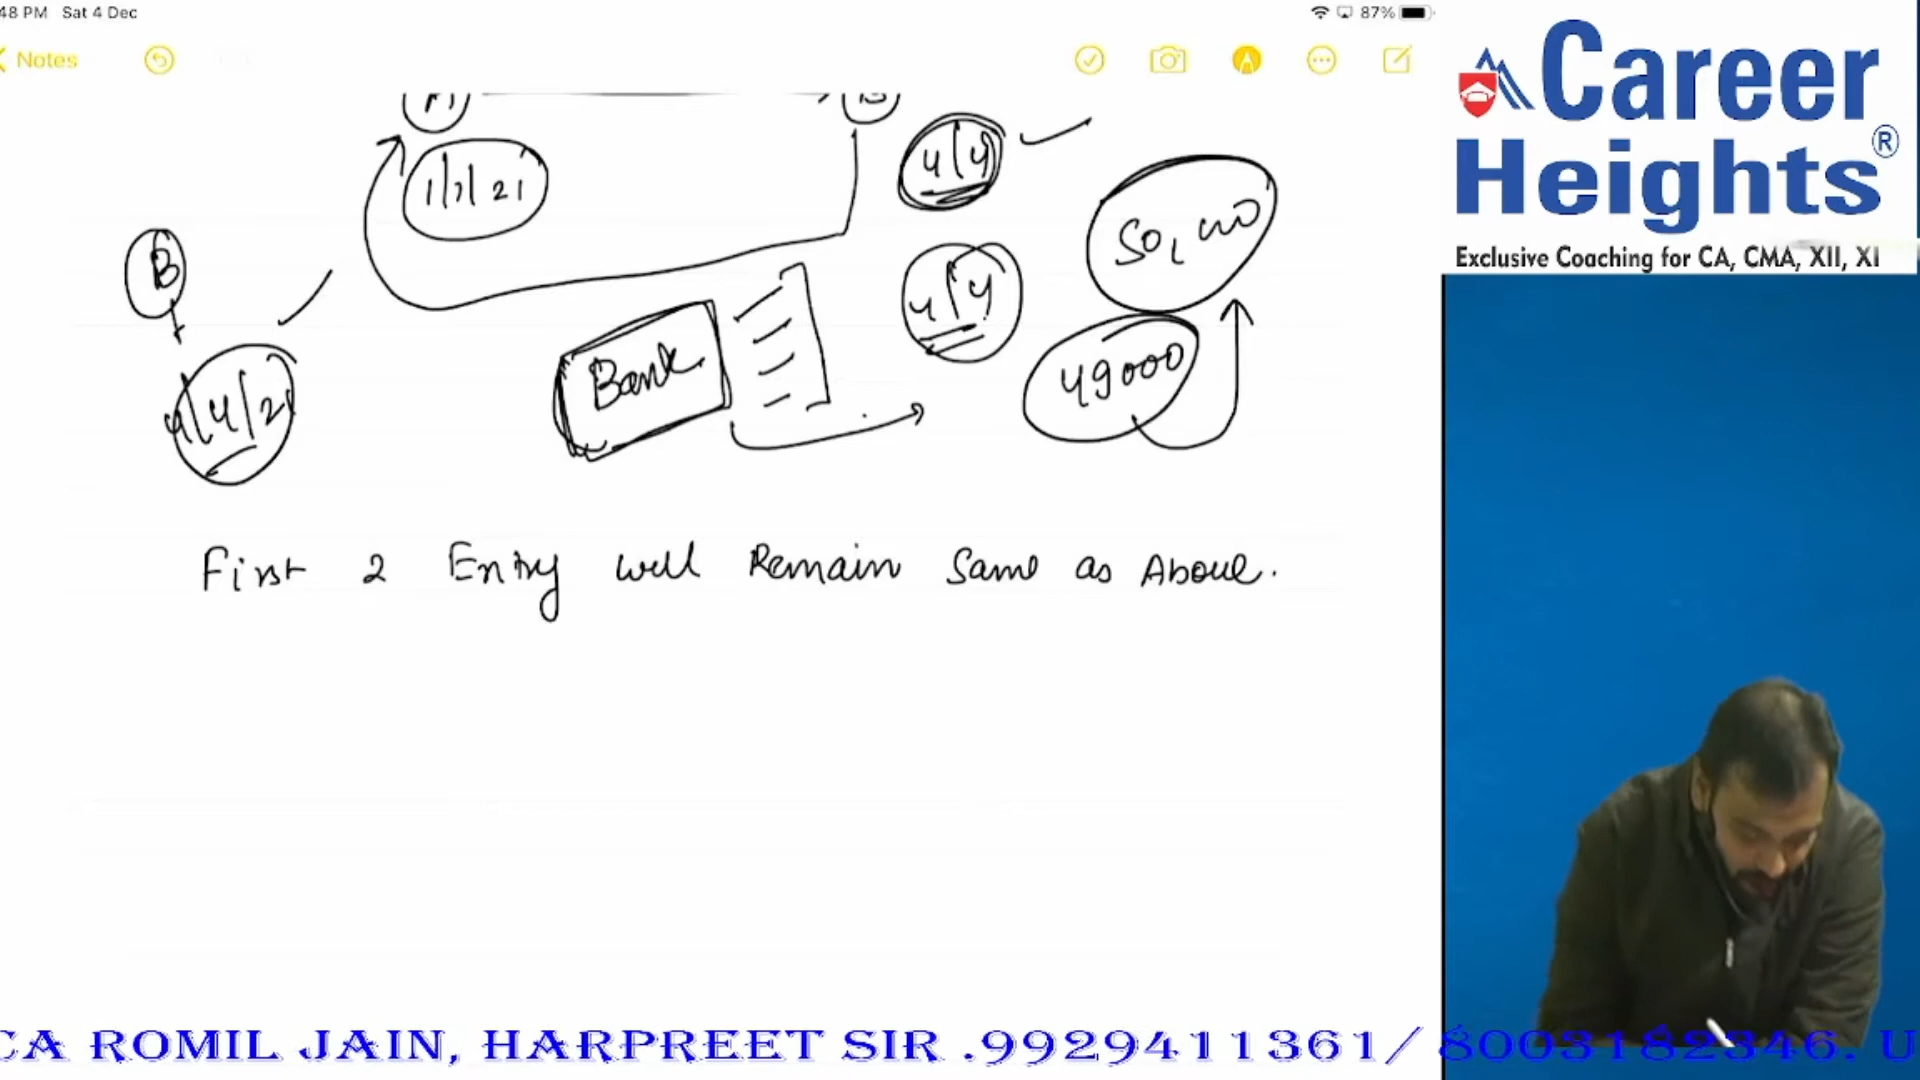 48 PM Sat 4 Dec
87%
Notes
Career
Heights®
Exclusive Coaching for CA, CMA, XII, XI
B
1/1/21
4/4
50,000
B
4/4
4/4/21
Bank
49000
First 2 Entry will Remain Same as Above.
CA ROMIL JAIN, HARPREET SIR .9929411361/ 8003182346. U